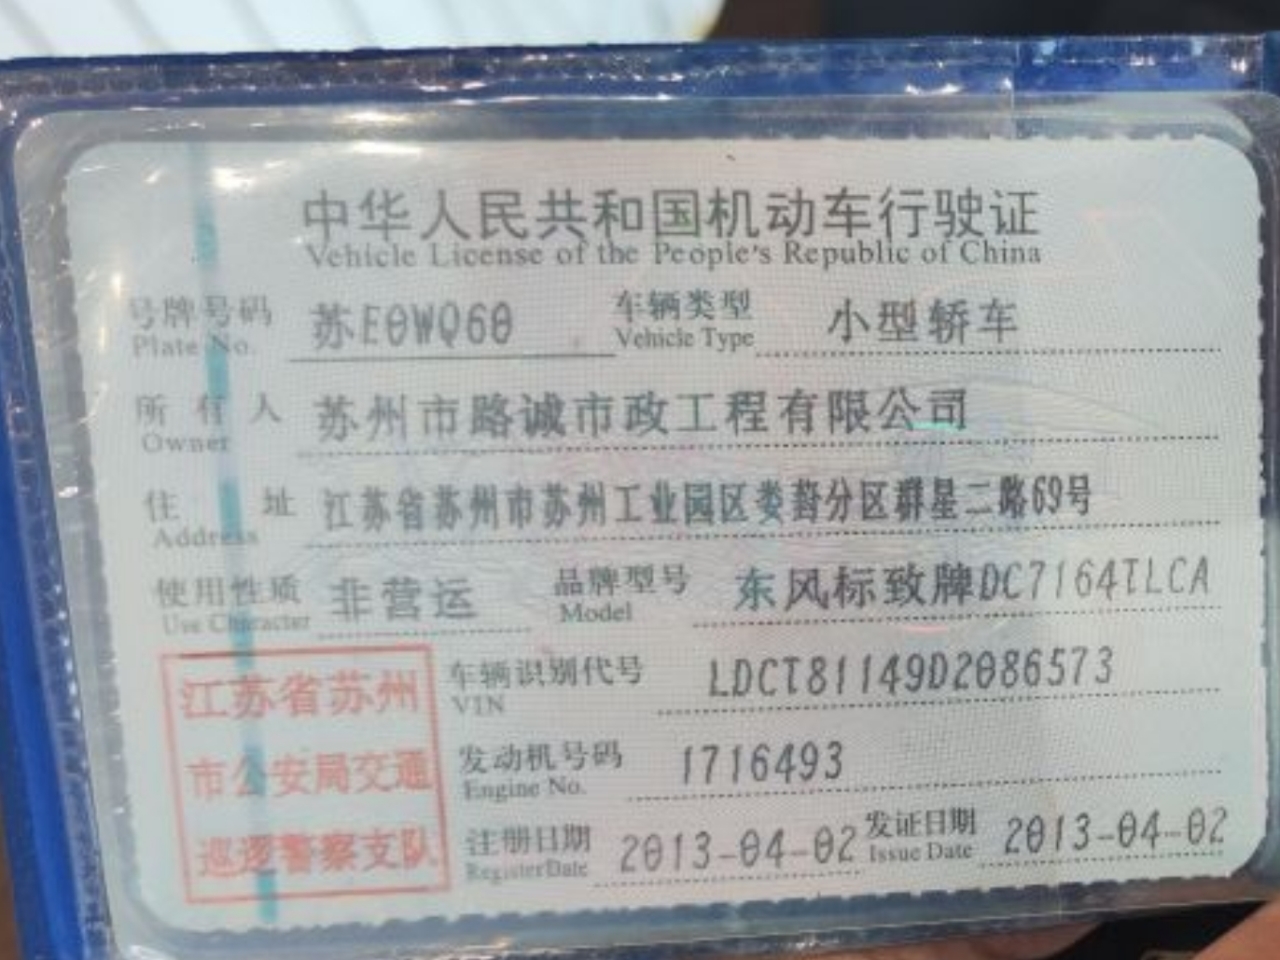 中华人民共和国机动车行驶证
Vehicle License of the People's Republic of China
号牌号码 苏E0WQ60 车辆类型 小型轿车
Plate No. Vehicle Type
所有人 苏州市路诚市政工程有限公司
Owner
住址 江苏省苏州市苏州工业园区娄葑分区群星二路69号
Address
使用性质 非营运 品牌型号 东风标致牌DC7164TLCA
Use Character Model
车辆识别代号 LDCT81149D2086573
VIN
发动机号码 1716493
Engine No.
注册日期 2013-04-02 发证日期 2013-04-02
Register Date Issue Date
江苏省苏州
市公安局交通
巡逻警察支队